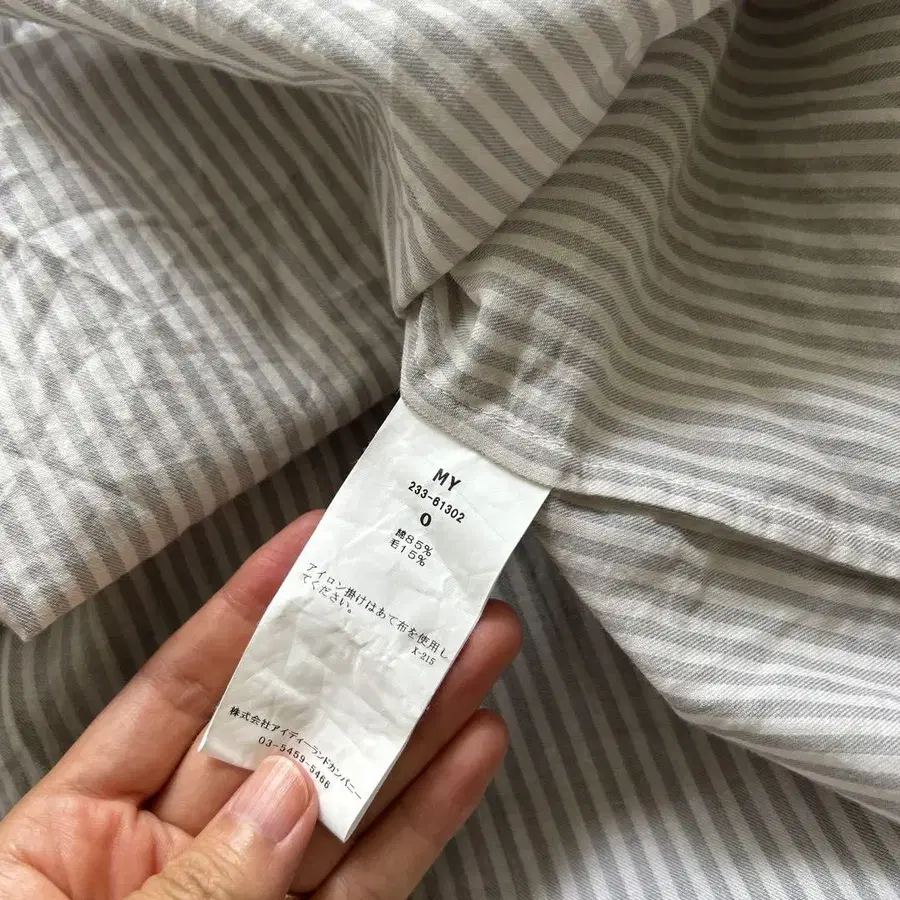 MY
233-61302
0
綿85%
毛15%
アイロン掛けはあて布を使用し
てください。
X-215
株式会社アイディーランドカンパニー
03-5459-5466